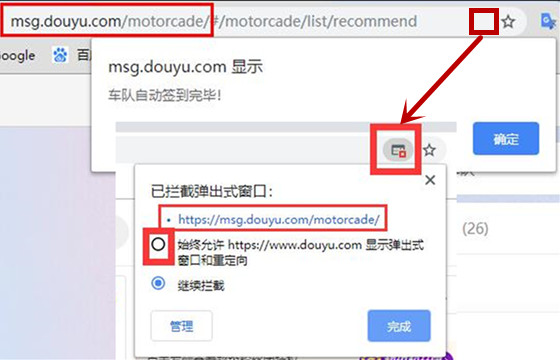 msg.douyu.com/motorcade/#/motorcade/list/recommend
Google
msg.douyu.com 显示
车队自动签到完毕！
确定
已拦截弹出式窗口：
• https://msg.douyu.com/motorcade/
(26)
始终允许 https://www.douyu.com 显示弹出式
窗口和重定向
继续拦截
管理
完成